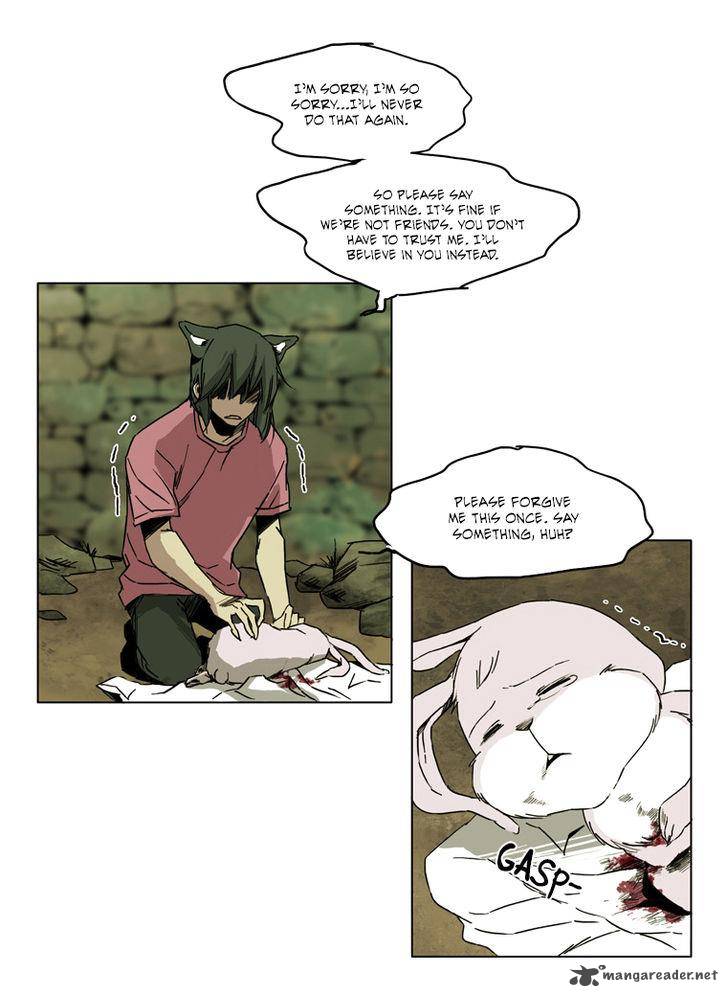 I'M SORRY, I'M SO
SORRY...I'LL NEVER
DO THAT AGAIN.
SO PLEASE SAY
SOMETHING. IT'S FINE IF
WE'RE NOT FRIENDS. YOU DON'T
HAVE TO TRUST ME. I'LL
BELIEVE IN YOU INSTEAD.
PLEASE FORGIVE
ME THIS ONCE. SAY
SOMETHING, HUH?
GASP-
mangareader.net